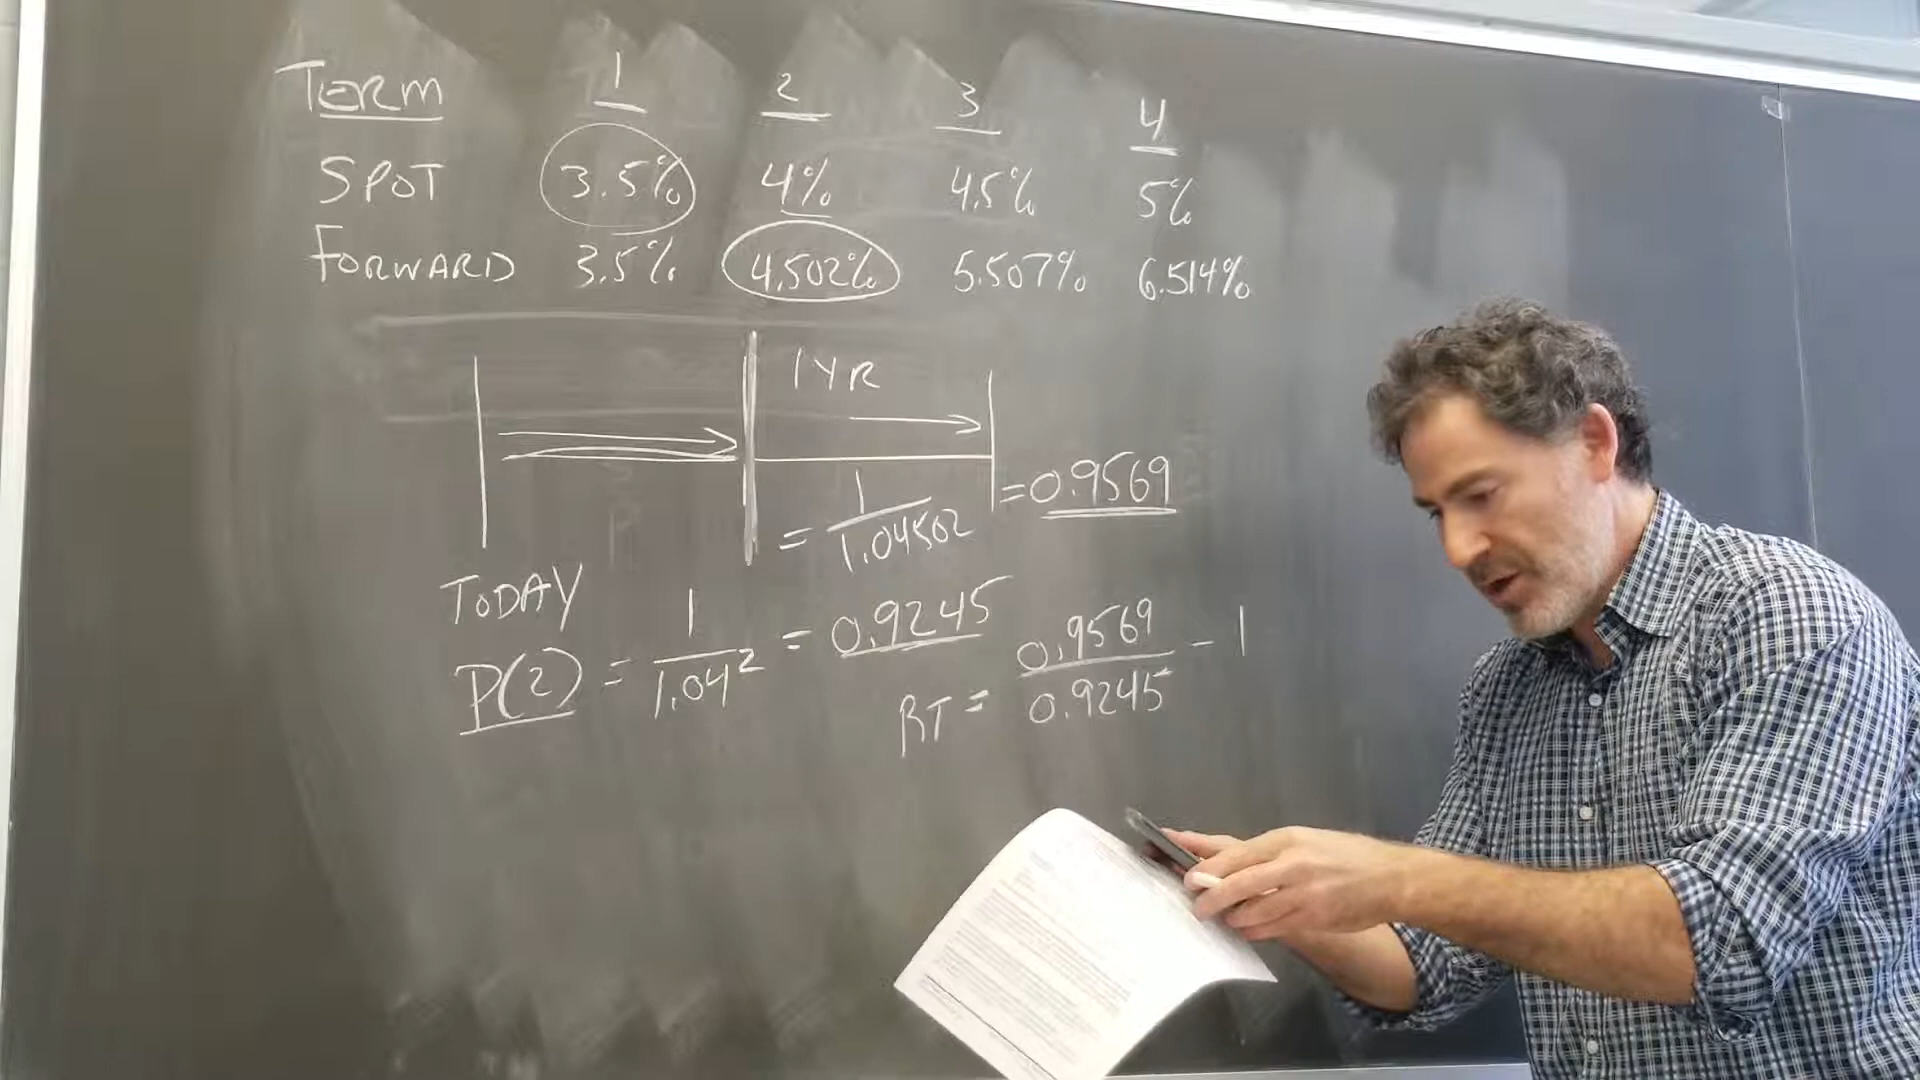 TERM 1 2 3 4
SPOT 3.5% 4% 4.5% 5%
FORWARD 3.5% 4.502% 5.507% 6.514%
1 YR
= 1/1.04502 = 0.9569
TODAY
P(2) = 1/1.04² = 0.9245
RT = 0.9569/0.9245 - 1